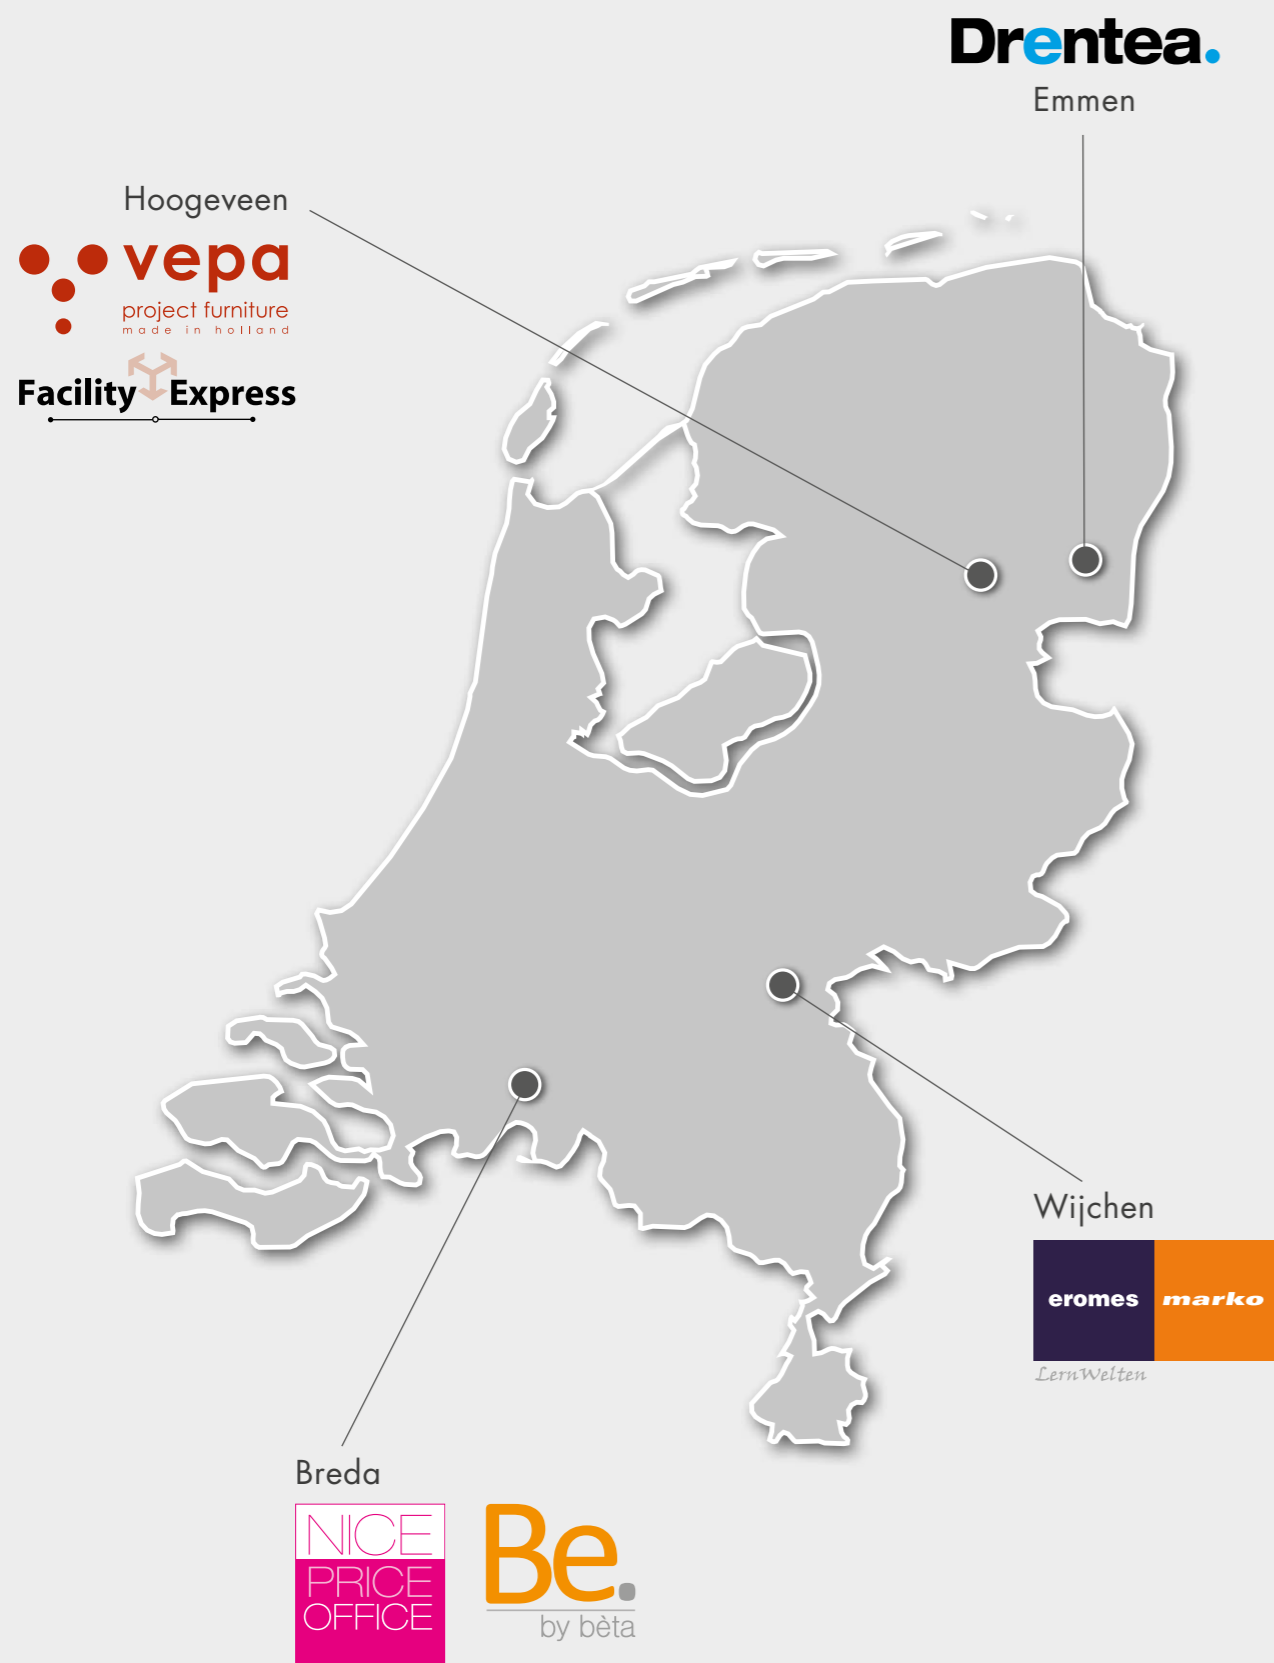 Drentea.
Emmen
Hoogeveen
vepa
project furniture
made in holland
Facility Express
Wijchen
eromes marko
LernWelten
Breda
NICE
PRICE
OFFICE
Be.
by bèta